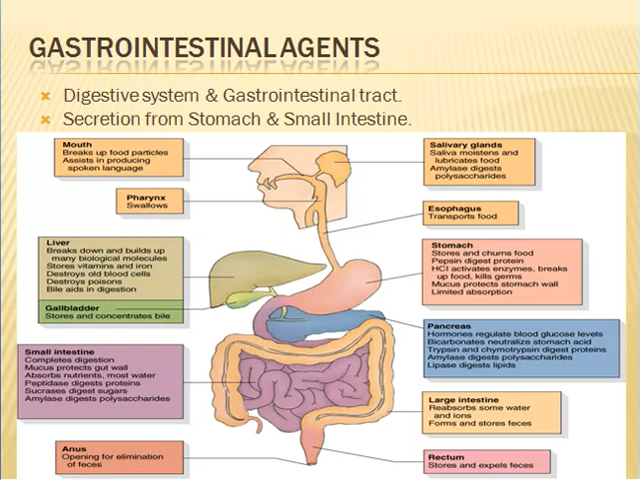 GASTROINTESTINAL AGENTS
Digestive system & Gastrointestinal tract.
Secretion from Stomach & Small Intestine.
Mouth
Breaks up food particles
Assists in producing
spoken language
Pharynx
Swallows
Liver
Breaks down and builds up
many biological molecules
Stores vitamins and iron
Destroys old blood cells
Destroys poisons
Bile aids in digestion
Gallbladder
Stores and concentrates bile
Small intestine
Completes digestion
Mucus protects gut wall
Absorbs nutrients, most water
Peptidase digests proteins
Sucrases digest sugars
Amylase digests polysaccharides
Anus
Opening for elimination
of feces
Salivary glands
Saliva moistens and
lubricates food
Amylase digests
polysaccharides
Esophagus
Transports food
Stomach
Stores and churns food
Pepsin digest protein
HCl activates enzymes, breaks
up food, kills germs
Mucus protects stomach wall
Limited absorption
Pancreas
Hormones regulate blood glucose levels
Bicarbonates neutralize stomach acid
Trypsin and chymotrypsin digest proteins
Amylase digests polysaccharides
Lipase digests lipids
Large intestine
Reabsorbs some water
and ions
Forms and stores feces
Rectum
Stores and expels feces